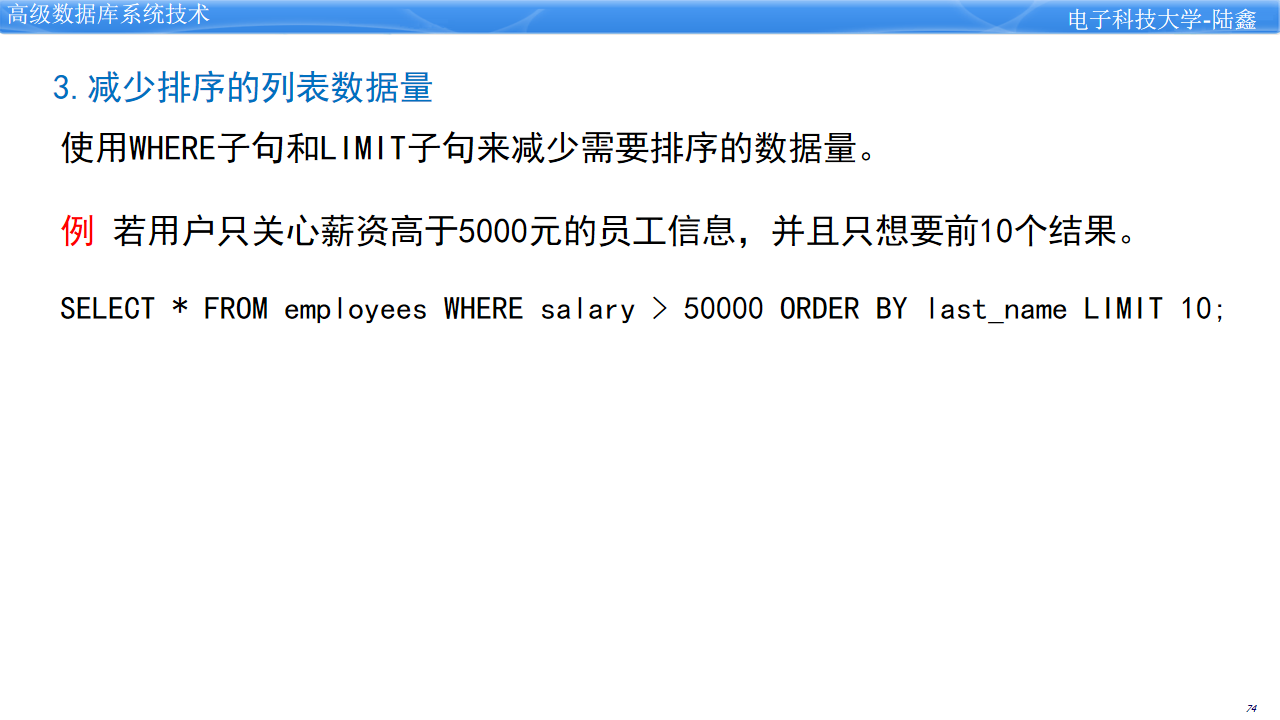 高级数据库系统技术
电子科技大学-陆鑫
3.减少排序的列表数据量
使用WHERE子句和LIMIT子句来减少需要排序的数据量。
例 若用户只关心薪资高于5000元的员工信息，并且只想要前10个结果。
SELECT * FROM employees WHERE salary > 50000 ORDER BY last_name LIMIT 10;
74